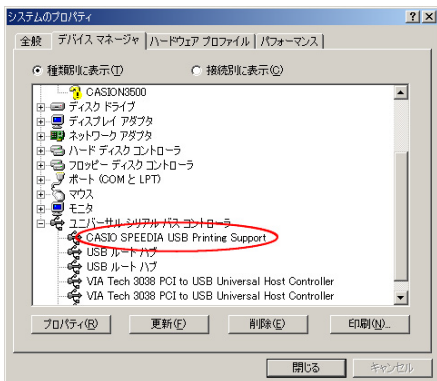 システムのプロパティ
全般 デバイス マネージャ ハードウェア プロファイル パフォーマンス
種類別に表示(T) 接続別に表示(C)
CASION3500
ディスク ドライブ
ディスプレイ アダプタ
ネットワーク アダプタ
ハード ディスク コントローラ
フロッピー ディスク コントローラ
ポート (COM と LPT)
マウス
モニタ
ユニバーサル シリアル バス コントローラ
CASIO SPEEDIA USB Printing Support
USB ルート ハブ
USB ルート ハブ
VIA Tech 3038 PCI to USB Universal Host Controller
VIA Tech 3038 PCI to USB Universal Host Controller
プロパティ(R) 更新(F) 削除(E) 印刷(N)...
閉じる キャンセル